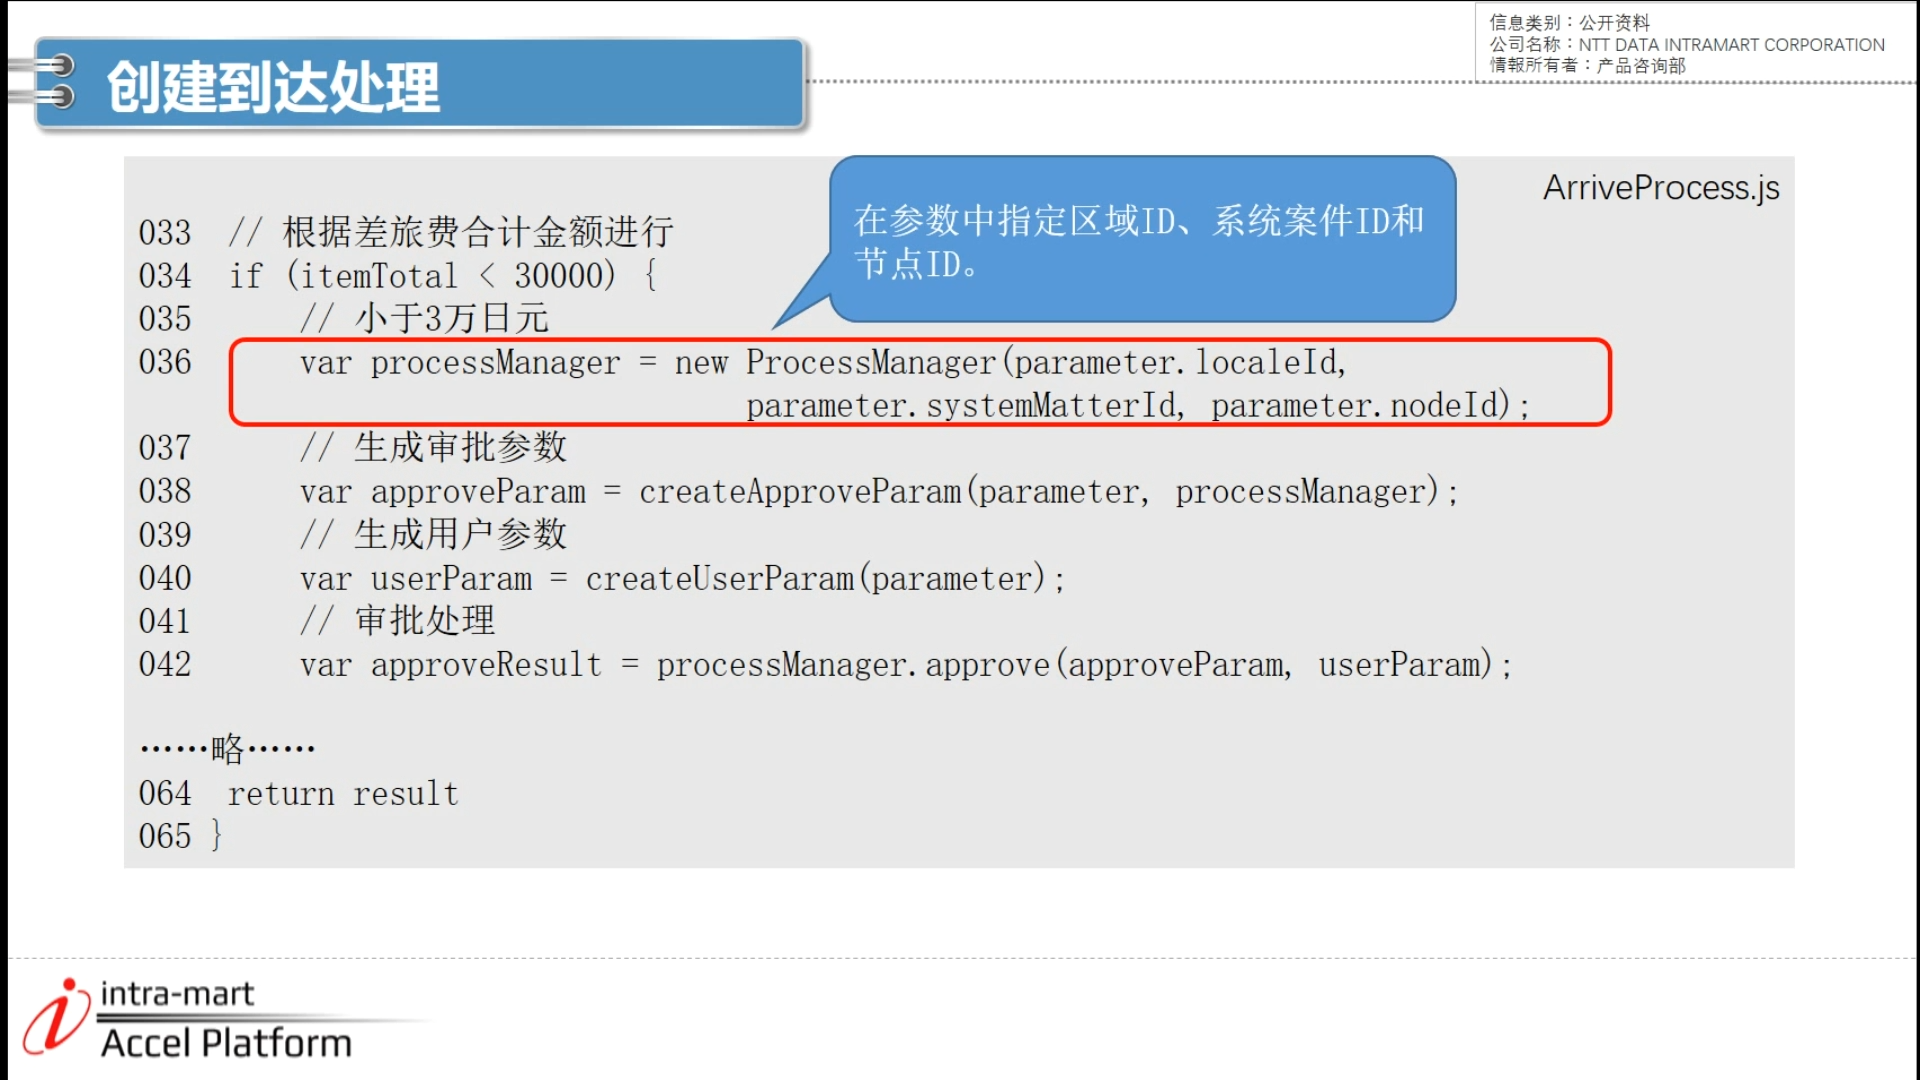 信息类别：公开资料
公司名称：NTT DATA INTRAMART CORPORATION
情報所有者：产品咨询部
创建到达处理
ArriveProcess.js
在参数中指定区域ID、系统案件ID和
节点ID。
033  // 根据差旅费合计金额进行
034  if (itemTotal < 30000) {
035      // 小于3万日元
036      var processManager = new ProcessManager(parameter.localeId,
parameter.systemMatterId, parameter.nodeId);
037      // 生成审批参数
038      var approveParam = createApproveParam(parameter, processManager);
039      // 生成用户参数
040      var userParam = createUserParam(parameter);
041      // 审批处理
042      var approveResult = processManager.approve(approveParam, userParam);
……略……
064  return result
065 }
intra-mart
Accel Platform